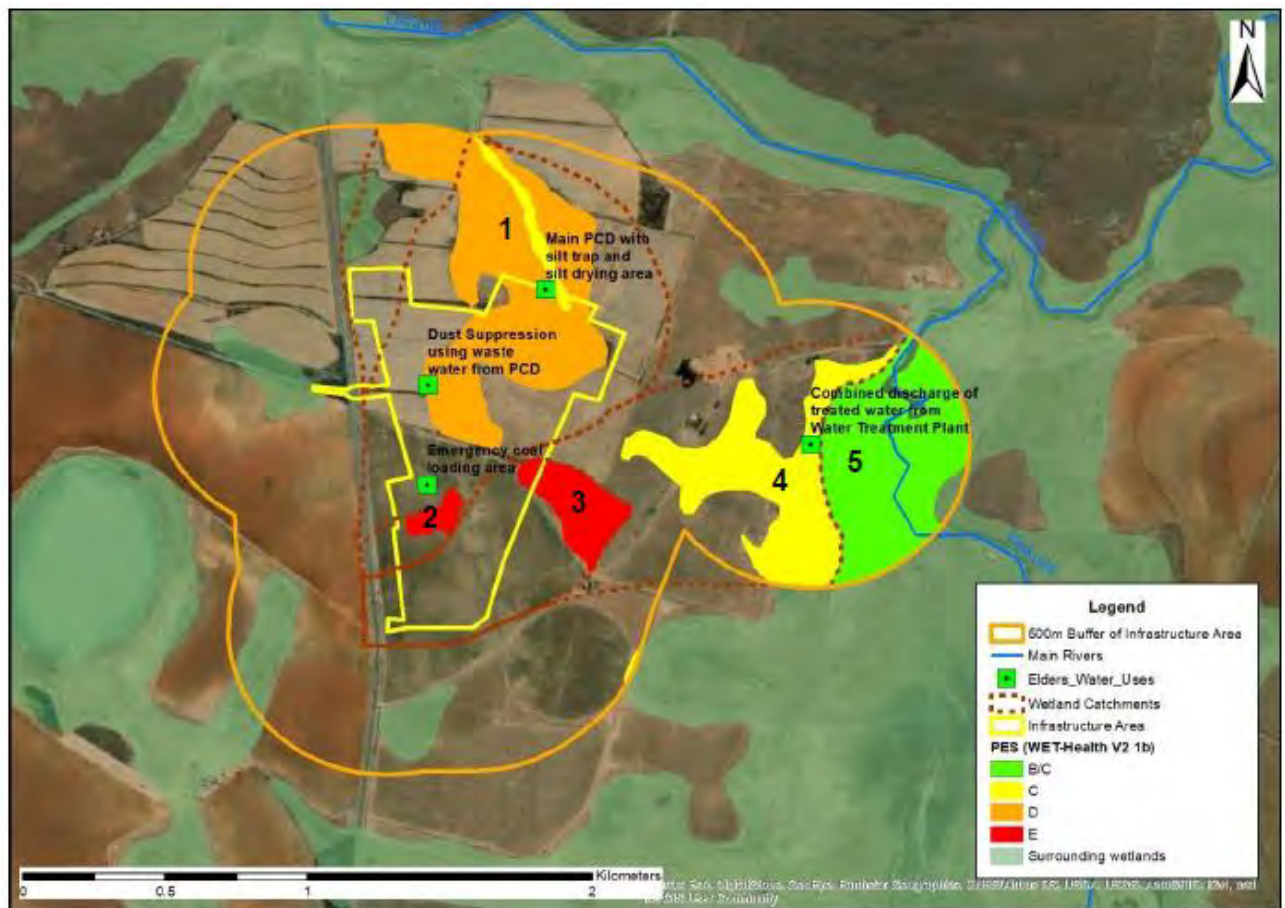 N
1
Main PCD with
silt trap and
silt drying area
Dust Suppression
using waste
water from PCD
Combined discharge of
treated water from
Water Treatment Plant
5
Emergency coal
loading area
4
3
2
Legend
500m Buffer of Infrastructure Area
Main Rivers
Elders_Water_Uses
Wetland Catchments
Infrastructure Area
PES (WET-Health V2 1b)
B/C
C
D
E
Surrounding wetlands
Kilometers
0 0.5 1 2
User Community